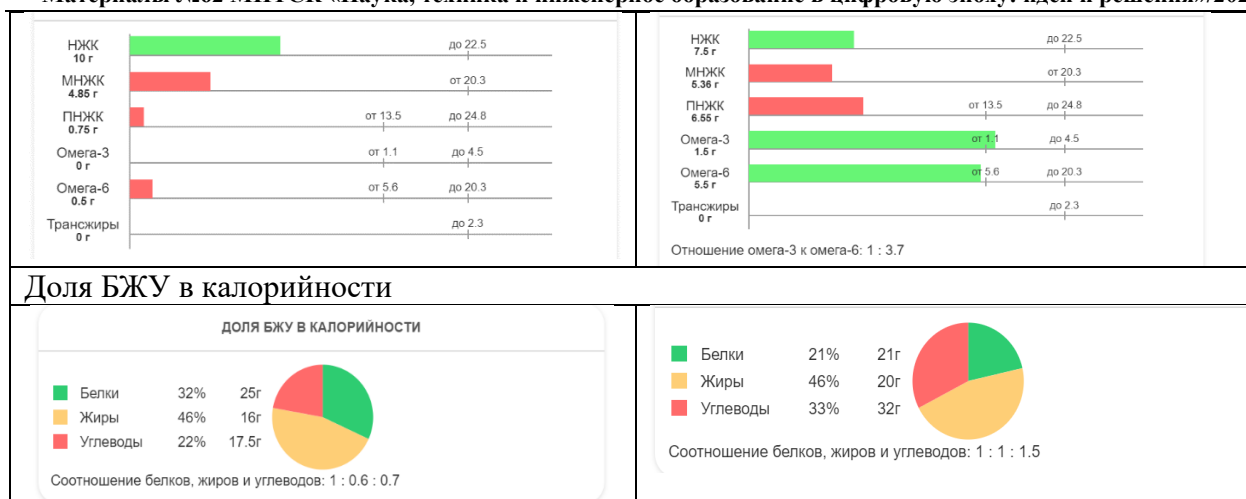 Материалы №62 МНТСК «Наука, техника и инженерное образование в цифровую эпоху: идеи и решения»/202
НЖК до 22.5
10 г
МНЖК от 20.3
4.85 г
ПНЖК от 13.5 до 24.8
0.75 г
Омега-3 от 1.1 до 4.5
0 г
Омега-6 от 5.6 до 20.3
0.5 г
Трансжиры до 2.3
0 г
НЖК до 22.5
7.5 г
МНЖК от 20.3
5.36 г
ПНЖК от 13.5 до 24.8
6.55 г
Омега-3 от 1.1 до 4.5
1.5 г
Омега-6 от 5.6 до 20.3
5.5 г
Трансжиры до 2.3
0 г
Отношение омега-3 к омега-6: 1 : 3.7
Доля БЖУ в калорийности
ДОЛЯ БЖУ В КАЛОРИЙНОСТИ
Белки 32% 25г
Жиры 46% 16г
Углеводы 22% 17.5г
Соотношение белков, жиров и углеводов: 1 : 0.6 : 0.7
Белки 21% 21г
Жиры 46% 20г
Углеводы 33% 32г
Соотношение белков, жиров и углеводов: 1 : 1 : 1.5